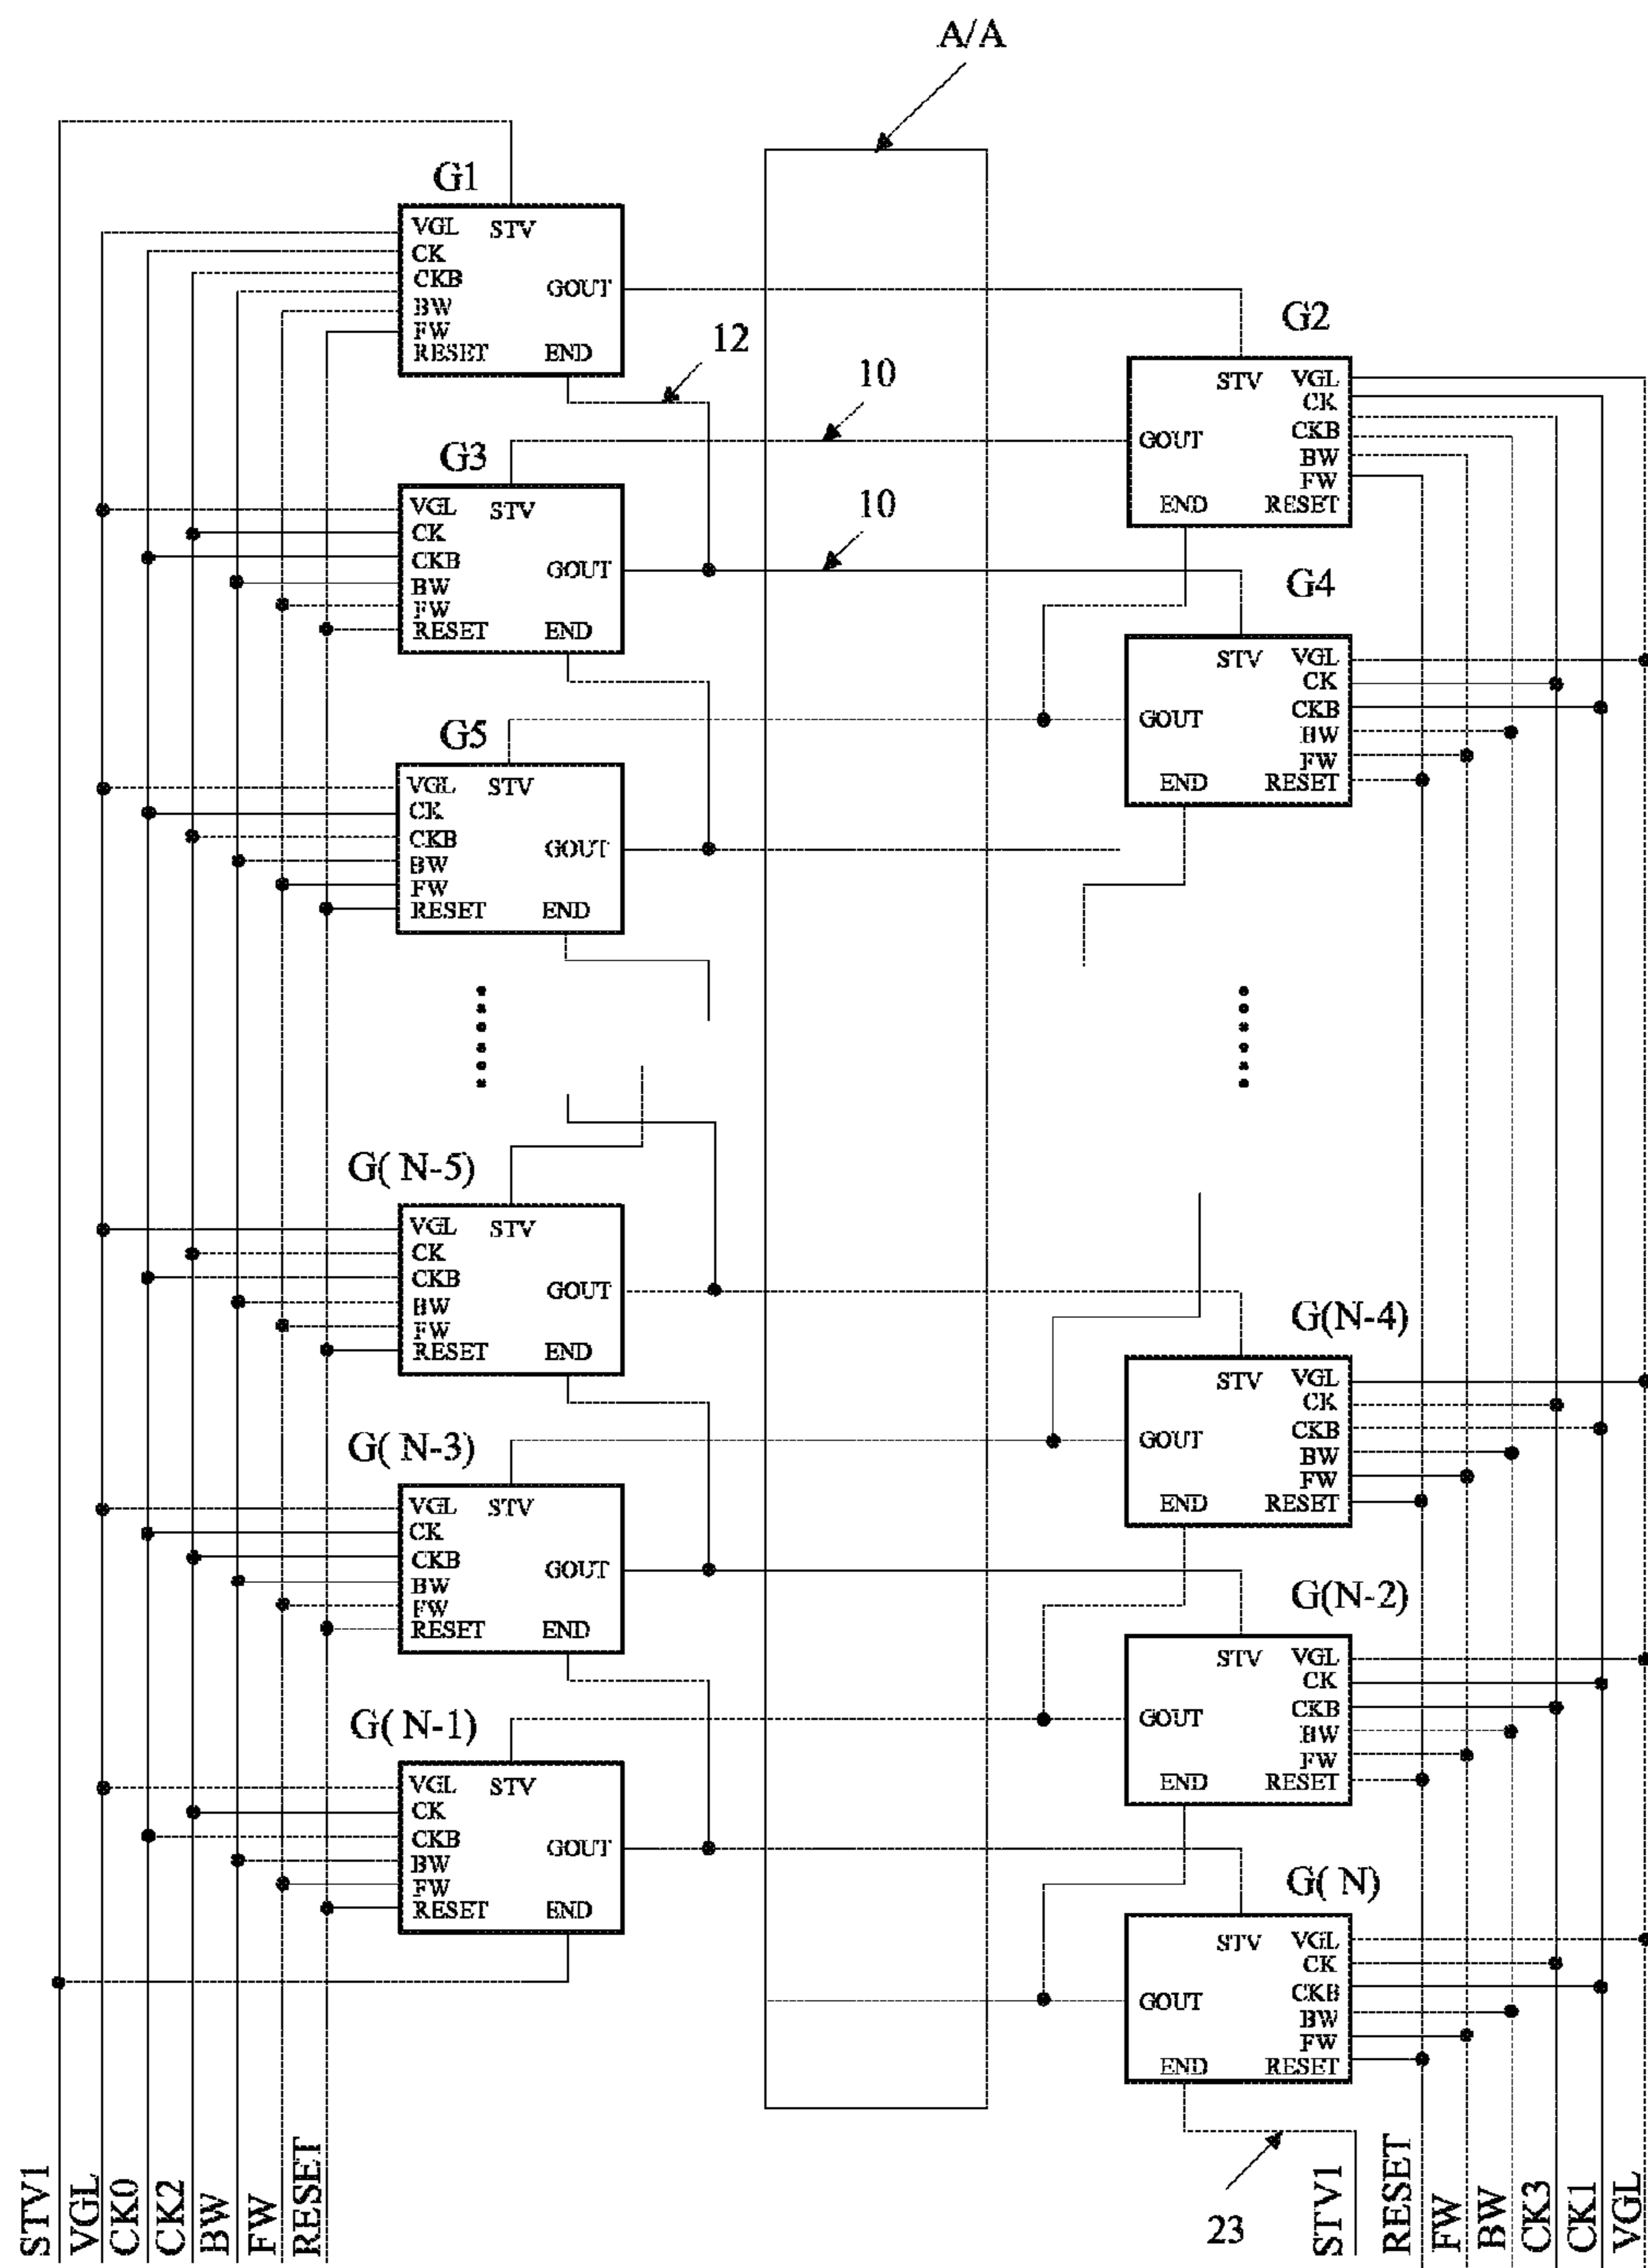 A/A
G1
VGL STV
CK
CKB
GOUT
BW
FW
RESET END
12
10
G2
STV VGL
CK
CKB
GOUT
BW
FW
END RESET
G3
VGL STV
CK
CKB
GOUT
BW
FW
RESET END
10
G4
STV VGL
CK
CKB
GOUT
BW
FW
END RESET
G5
VGL STV
CK
CKB
GOUT
BW
FW
RESET END
G( N-5)
VGL STV
CK
CKB
GOUT
BW
FW
RESET END
G(N-4)
STV VGL
CK
CKB
GOUT
BW
FW
END RESET
G( N-3)
VGL STV
CK
CKB
GOUT
BW
FW
RESET END
G(N-2)
STV VGL
CK
CKB
GOUT
BW
FW
END RESET
G( N-1)
VGL STV
CK
CKB
GOUT
BW
FW
RESET END
G( N)
STV VGL
CK
CKB
GOUT
BW
FW
END RESET
23
STV1
VGL
CK0
CK2
BW
FW
RESET
STV1
RESET
FW
BW
CK3
CK1
VGL